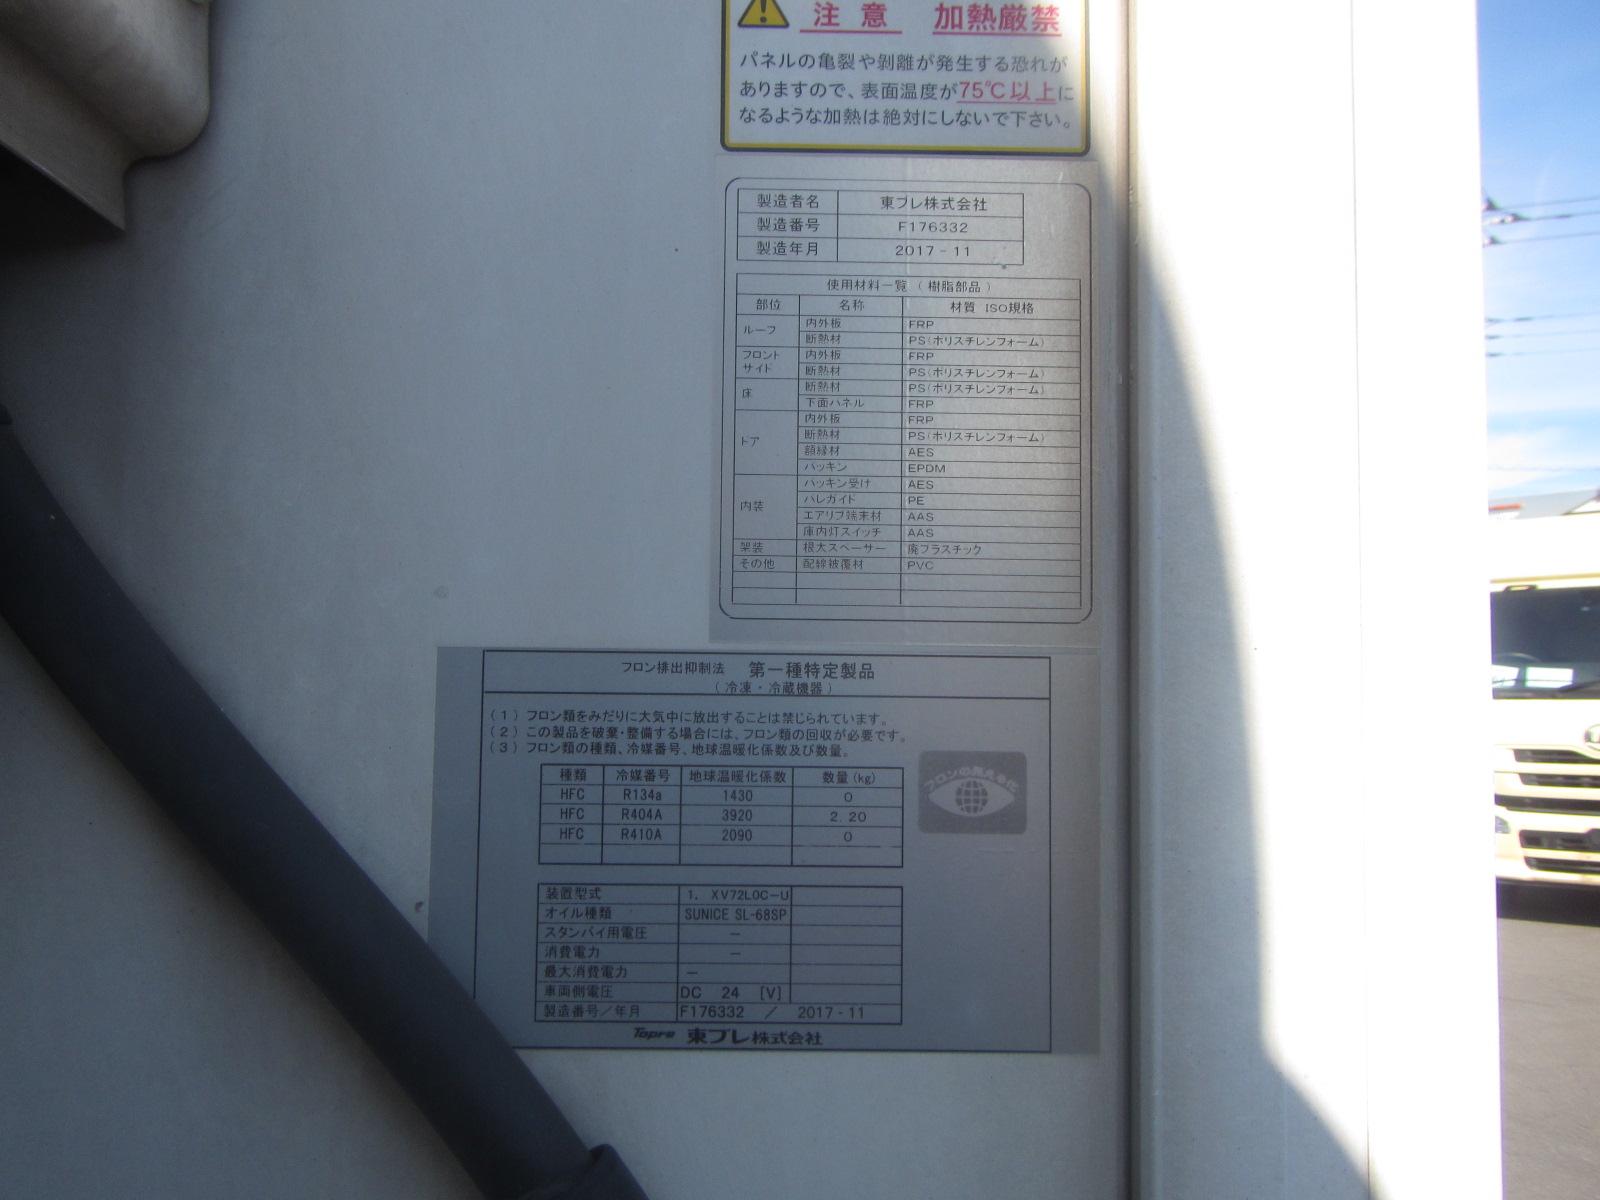 注意 加熱厳禁
パネルの亀裂や剝離が発生する恐れが
ありますので、表面温度が75℃以上に
なるような加熱は絶対にしないで下さい。
製造者名 東プレ株式会社
製造番号 F176332
製造年月 2017-11
使用材料一覧（樹脂部品）
部位 名称 材質 ISO規格
ルーフ 内外板 FRP
断熱材 PS(ポリスチレンフォーム)
フロント サイド 内外板 FRP
断熱材 PS(ポリスチレンフォーム)
床 断熱材 PS(ポリスチレンフォーム)
下面パネル FRP
ドア 内外板 FRP
断熱材 PS(ポリスチレンフォーム)
額縁材 AES
パッキン EPDM
内装 パッキン受け AES
ハレガイド PE
エアリブ端末材 AAS
庫内灯スイッチ AAS
架装 根太スペーサー 廃プラスチック
その他 配線被覆材 PVC
フロン排出抑制法 第一種特定製品
（冷凍・冷蔵機器）
(1) フロン類をみだりに大気中に放出することは禁じられています。
(2) この製品を破棄・整備する場合には、フロン類の回収が必要です。
(3) フロン類の種類、冷媒番号、地球温暖化係数及び数量。
種類 冷媒番号 地球温暖化係数 数量(kg)
HFC R134a 1430 0
HFC R404A 3920 2.20
HFC R410A 2090 0
フロンの見える化
装置型式 1. XV72LOC-U
オイル種類 SUNICE SL-68SP
スタンバイ用電圧 －
消費電力 －
最大消費電力 －
車両側電圧 DC 24 [V]
製造番号／年月 F176332 ／ 2017-11
Topre 東プレ株式会社